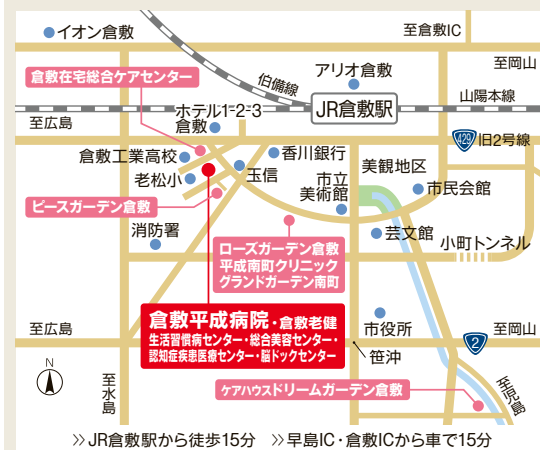 イオン倉敷
至倉敷IC
至岡山
倉敷在宅総合ケアセンター
伯備線
アリオ倉敷
JR倉敷駅
山陽本線
ホテル1-2-3
倉敷
至広島
429
旧2号線
倉敷工業高校
香川銀行
美観地区
老松小
玉信
市立
美術館
市民会館
ピースガーデン倉敷
消防署
芸文館
小町トンネル
ローズガーデン倉敷
平成南町クリニック
グランドガーデン南町
倉敷平成病院・倉敷老健
生活習慣病センター・総合美容センター・
認知症疾患医療センター・脳ドックセンター
至広島
市役所
2
至岡山
笹沖
N
至水島
ケアハウスドリームガーデン倉敷
至児島
≫JR倉敷駅から徒歩15分 ≫早島IC・倉敷ICから車で15分